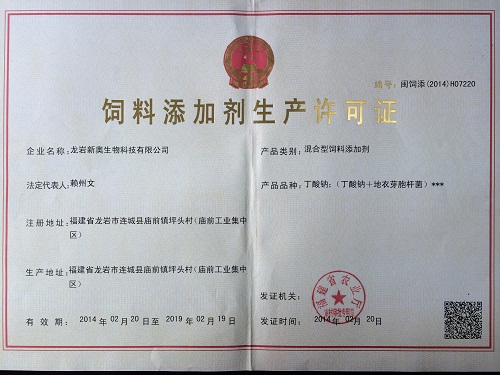 编号：闽饲添(2014)H07220
饲料添加剂生产许可证
企业名称：龙岩新奥生物科技有限公司
产品类别：混合型饲料添加剂
法定代表人：赖州文
产品品种：丁酸钠：（丁酸钠＋地衣芽胞杆菌）***
注册地址：福建省龙岩市连城县庙前镇坪头村（庙前工业集中
区）
生产地址：福建省龙岩市连城县庙前镇坪头村（庙前工业集中
区）
发证机关：
福建省农业厅
有效期：2014年02月20日至2019年02月19日
发证时间：2014年02月20日